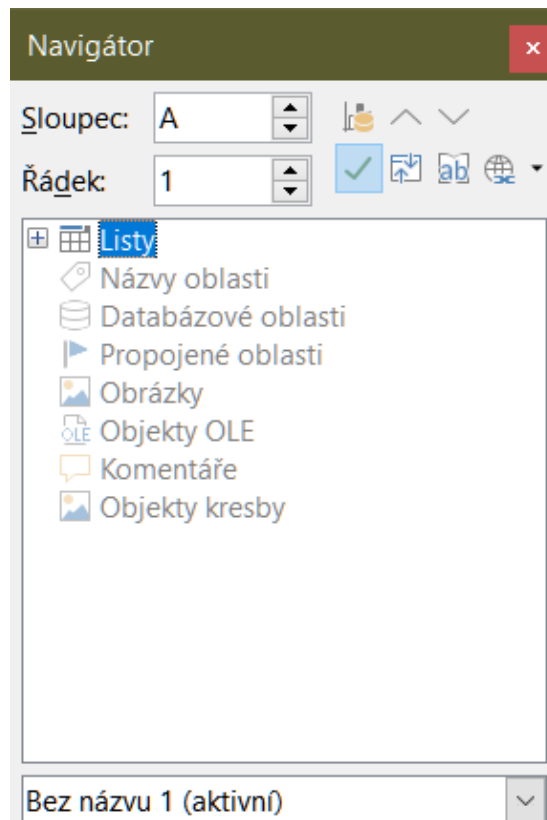 Navigátor
Sloupec: A
Řádek: 1
Listy
Názvy oblasti
Databázové oblasti
Propojené oblasti
Obrázky
OLE Objekty OLE
Komentáře
Objekty kresby
Bez názvu 1 (aktivní)